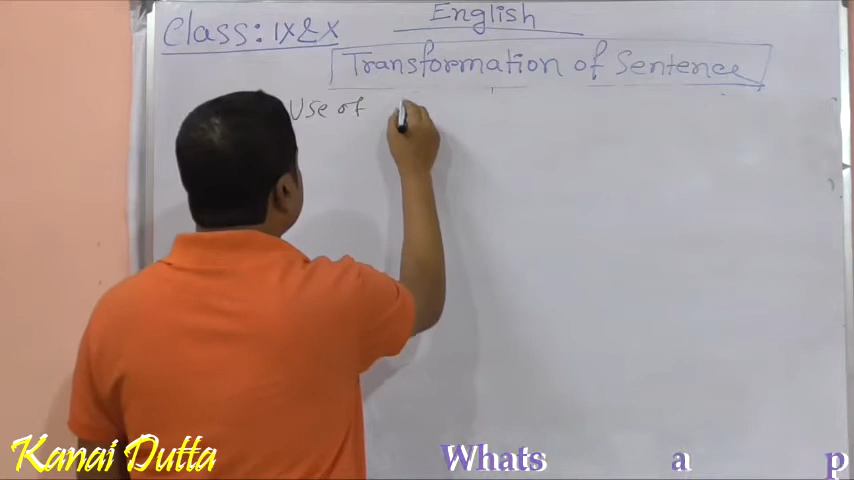 English
Class: IX & X
Transformation of Sentence
Use of
Kanai Dutta
Whats a p